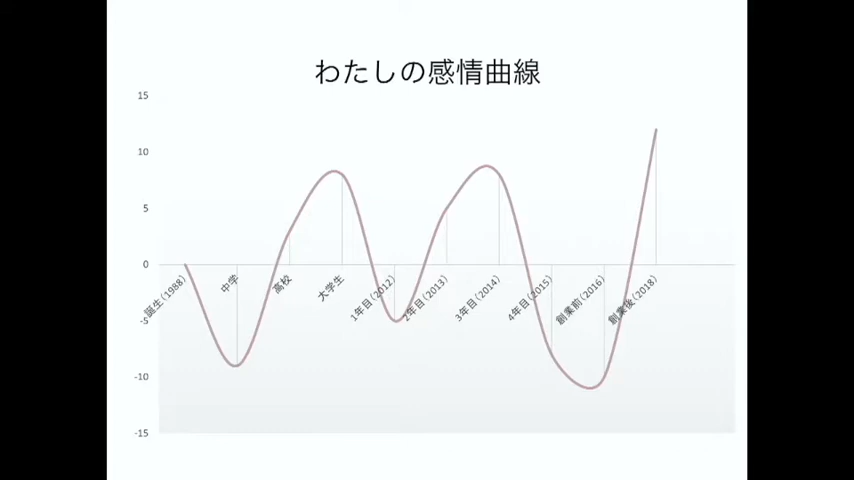 わたしの感情曲線
15
10
5
0
-5
-10
-15
誕生(1988)
中学
高校
大学生
1年目(2012)
2年目(2013)
3年目(2014)
4年目(2015)
創業前(2016)
創業後(2018)